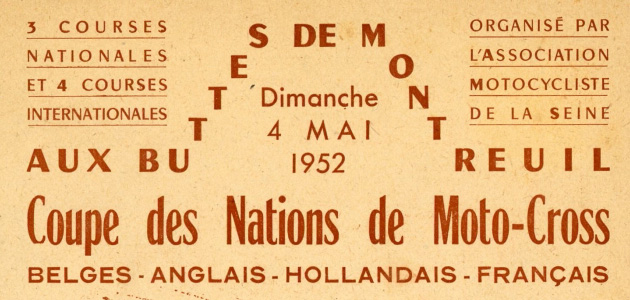 3 COURSES
NATIONALES
ET 4 COURSES
INTERNATIONALES
AUX BUTTES DE MONTREUIL
Dimanche
4 MAI
1952
ORGANISÉ PAR
L'ASSOCIATION
MOTOCYCLISTE
DE LA SEINE
Coupe des Nations de Moto-Cross
BELGES - ANGLAIS - HOLLANDAIS - FRANÇAIS